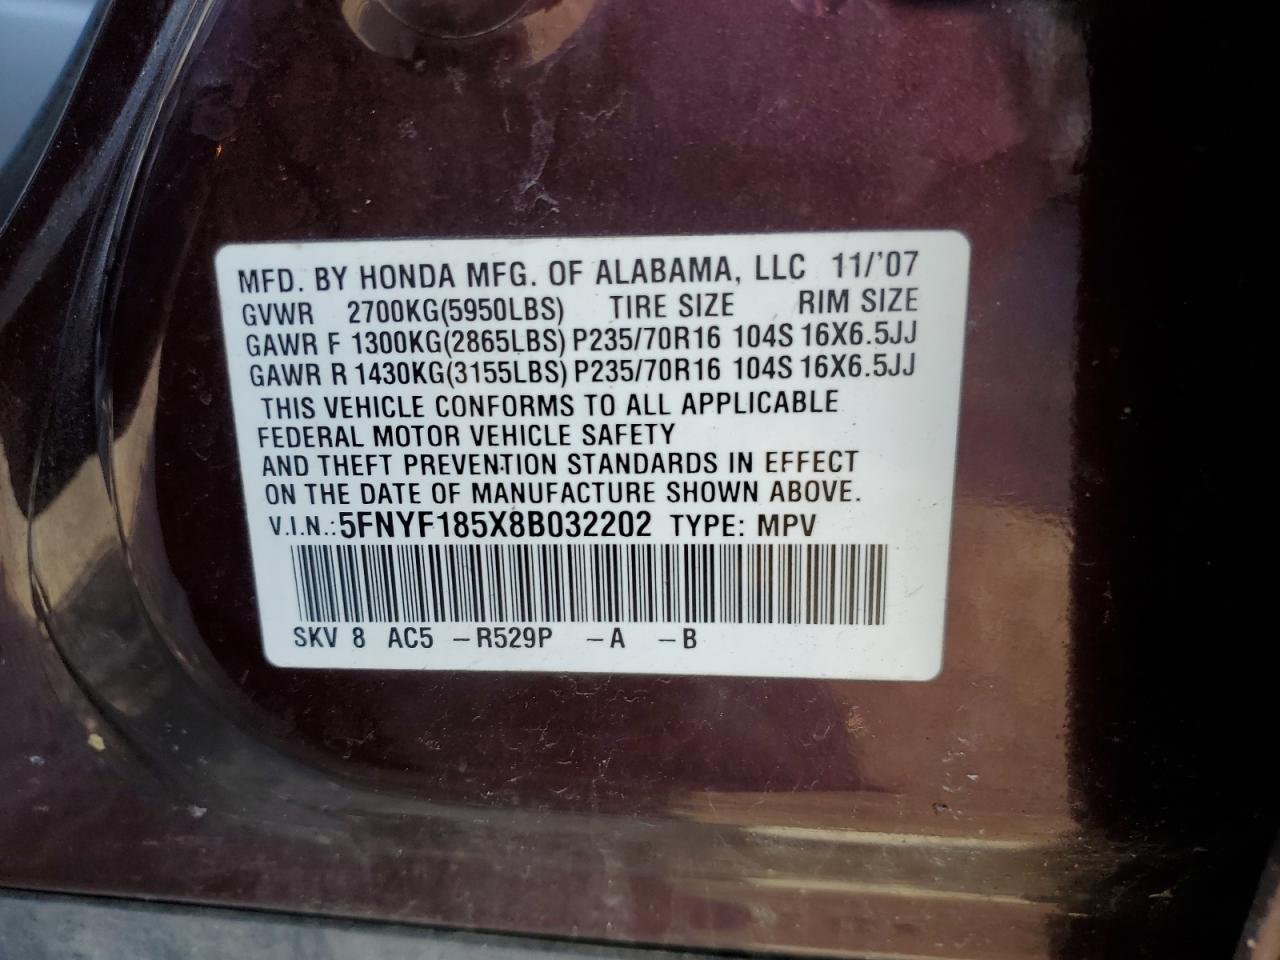 MFD. BY HONDA MFG. OF ALABAMA, LLC 11/'07
GVWR 2700KG(5950LBS) TIRE SIZE RIM SIZE
GAWR F 1300KG(2865LBS) P235/70R16 104S 16X6.5JJ
GAWR R 1430KG(3155LBS) P235/70R16 104S 16X6.5JJ
THIS VEHICLE CONFORMS TO ALL APPLICABLE
FEDERAL MOTOR VEHICLE SAFETY
AND THEFT PREVENTION STANDARDS IN EFFECT
ON THE DATE OF MANUFACTURE SHOWN ABOVE.
V.I.N.: 5FNYF185X8B032202 TYPE: MPV
SKV 8 AC5 -R529P -A -B